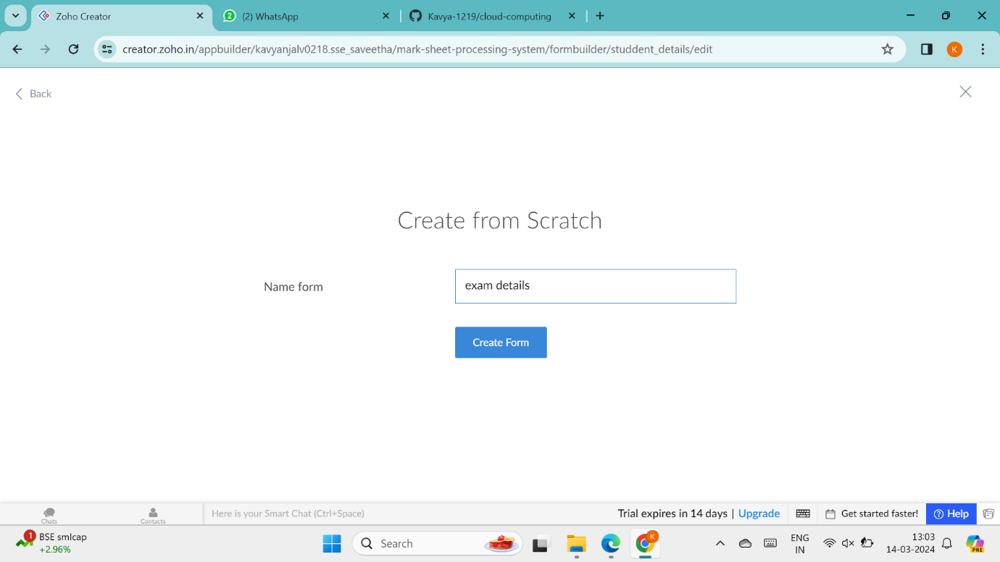 Zoho Creator
(2) WhatsApp
Kavya-1219/cloud-computing
creator.zoho.in/appbuilder/kavyanjalv0218.sse_saveetha/mark-sheet-processing-system/formbuilder/studdent_details/edit
K
Back
Create from Scratch
Name form
exam details
Create Form
Chats
Contacts
Here is your Smart Chat (Ctrl+Space)
Trial expires in 14 days | Upgrade
Get started faster!
Help
1
BSE smlcap
+2.96%
Search
K
ENG
IN
13:03
14-03-2024
PRE